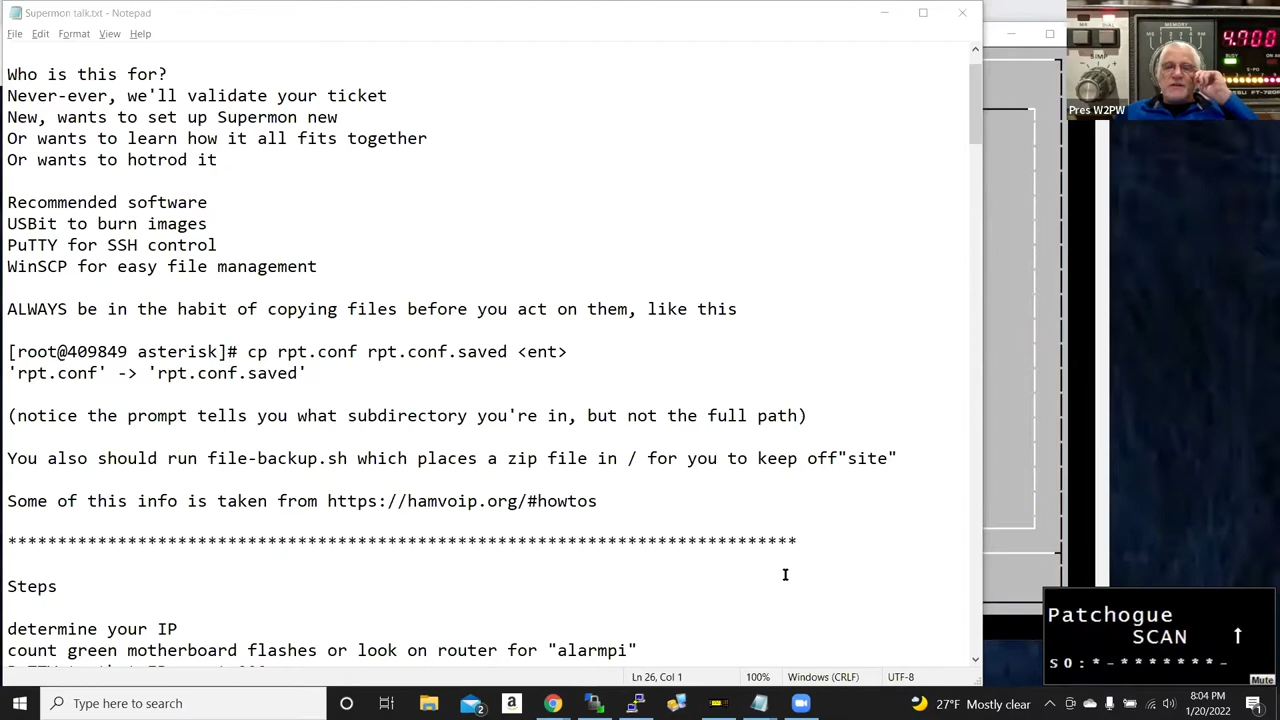 Supermon talk.txt - Notepad
File Edit Format View Help
Who is this for?
Never-ever, we'll validate your ticket
New, wants to set up Supermon new
Or wants to learn how it all fits together
Or wants to hotrod it
Recommended software
USBit to burn images
PuTTY for SSH control
WinSCP for easy file management
ALWAYS be in the habit of copying files before you act on them, like this
[root@409849 asterisk]# cp rpt.conf rpt.conf.saved <ent>
'rpt.conf' -> 'rpt.conf.saved'
(notice the prompt tells you what subdirectory you're in, but not the full path)
You also should run file-backup.sh which places a zip file in / for you to keep off"site"
Some of this info is taken from https://hamvoip.org/#howtos
*******************************************************************************
Steps
determine your IP
count green motherboard flashes or look on router for "alarmpi"
Ln 26, Col 1 100% Windows (CRLF) UTF-8
MEMORY
4.700
SIMP
BUSY
Pres W2PW
Patchogue
SCAN
S0:*-*******-
Mute
Type here to search
27°F Mostly clear
8:04 PM
1/20/2022